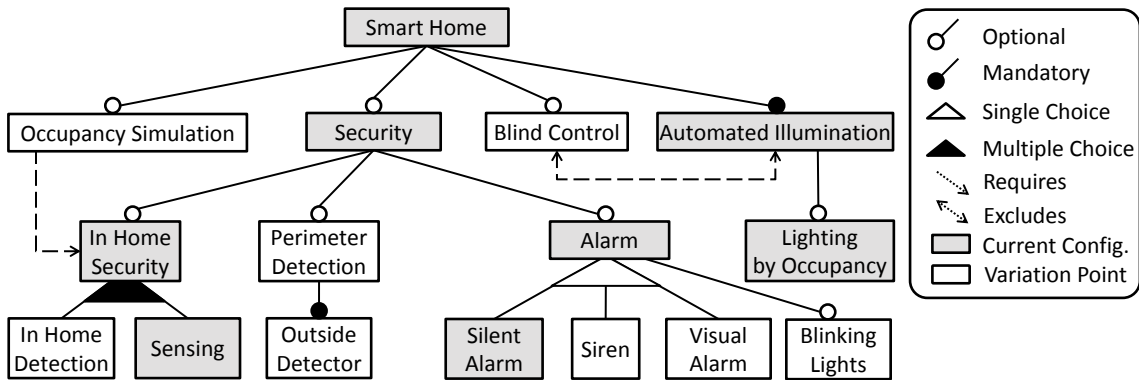 Smart Home
Occupancy Simulation
Security
Blind Control
Automated Illumination
In Home
Security
Perimeter
Detection
Alarm
Lighting
by Occupancy
In Home
Detection
Sensing
Outside
Detector
Silent
Alarm
Siren
Visual
Alarm
Blinking
Lights
Optional
Mandatory
Single Choice
Multiple Choice
Requires
Excludes
Current Config.
Variation Point